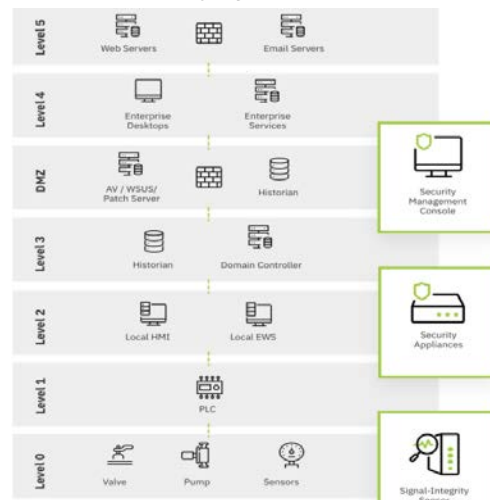 Level 5
Web Servers
Email Servers
Level 4
Enterprise
Desktops
Enterprise
Services
DMZ
AV / WSUS/
Patch Server
Historian
Security
Management
Console
Level 3
Historian
Domain Controller
Level 2
Local HMI
Local EWS
Security
Appliances
Level 1
PLC
Level 0
Valve
Pump
Sensors
Signal-Integrity
Sensor